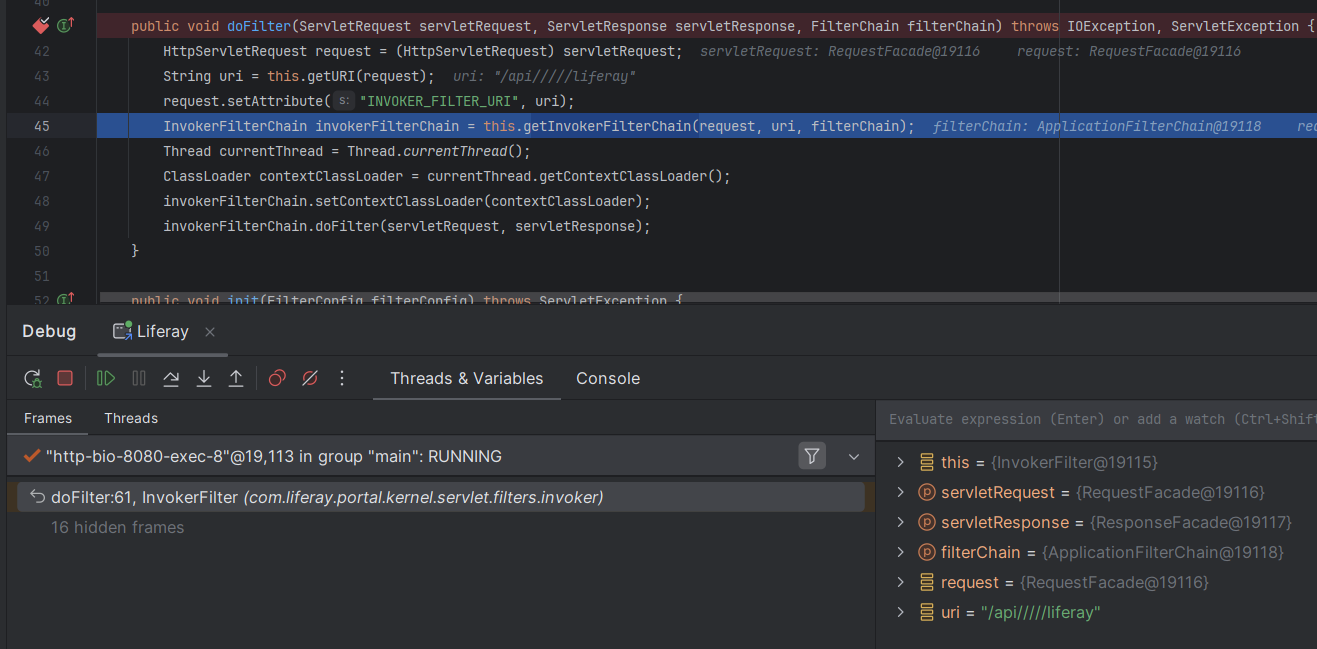 40
public void doFilter(ServletRequest servletRequest, ServletResponse servletResponse, FilterChain filterChain) throws IOException, ServletException {
42 HttpServletRequest request = (HttpServletRequest) servletRequest; servletRequest: RequestFacade@19116 request: RequestFacade@19116
43 String uri = this.getURI(request); uri: "/api/////liferay"
44 request.setAttribute( s: "INVOKER_FILTER_URI", uri);
45 InvokerFilterChain invokerFilterChain = this.getInvokerFilterChain(request, uri, filterChain); filterChain: ApplicationFilterChain@19118 req
46 Thread currentThread = Thread.currentThread();
47 ClassLoader contextClassLoader = currentThread.getContextClassLoader();
48 invokerFilterChain.setContextClassLoader(contextClassLoader);
49 invokerFilterChain.doFilter(servletRequest, servletResponse);
50 }
51
52 public void init(FilterConfig filterConfig) throws ServletException {
Debug Liferay
Threads & Variables Console
Frames Threads
Evaluate expression (Enter) or add a watch (Ctrl+Shift
"http-bio-8080-exec-8"@19,113 in group "main": RUNNING
doFilter:61, InvokerFilter (com.liferay.portal.kernel.servlet.filters.invoker)
16 hidden frames
this = {InvokerFilter@19115}
servletRequest = {RequestFacade@19116}
servletResponse = {ResponseFacade@19117}
filterChain = {ApplicationFilterChain@19118}
request = {RequestFacade@19116}
uri = "/api/////liferay"